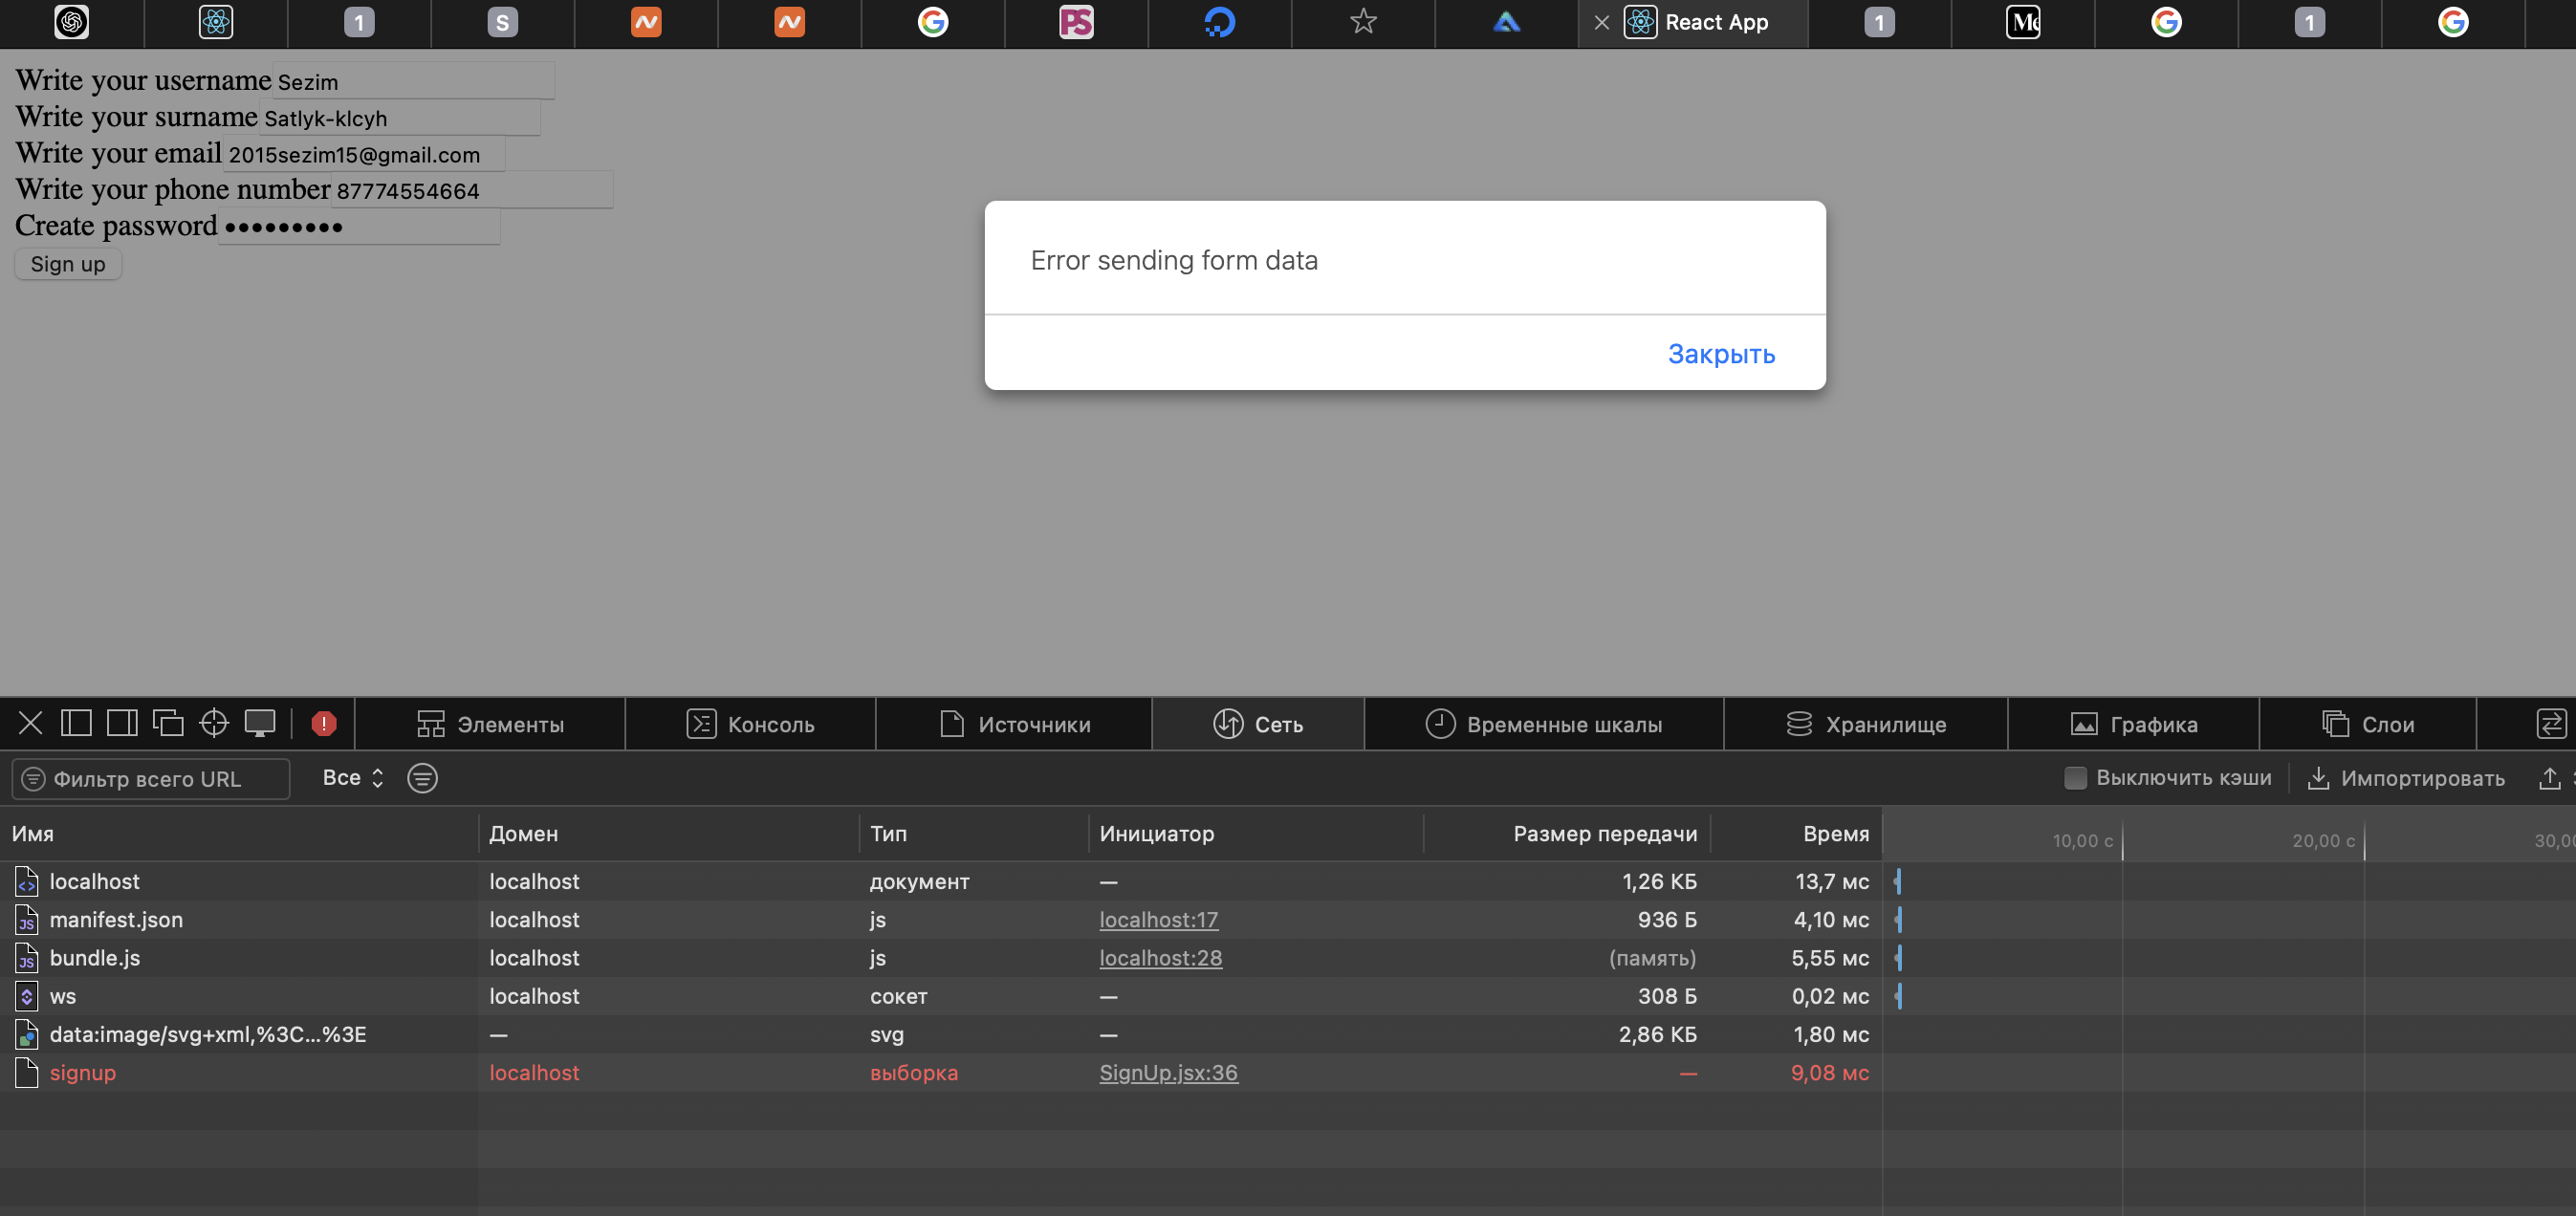 1 S PS React App 1 1
Write your username Sezim
Write your surname Satlyk-klcyh
Write your email 2015sezim15@gmail.com
Write your phone number 87774554664
Create password •••••••••
Sign up
Error sending form data
Закрыть
Элементы Консоль Источники Сеть Временные шкалы Хранилище Графика Слои
Фильтр всего URL Все Выключить кэши Импортировать
Имя Домен Тип Инициатор Размер передачи Время 10,00 с 20,00 с 30,00
localhost localhost документ — 1,26 КБ 13,7 мс
manifest.json localhost js localhost:17 936 Б 4,10 мс
bundle.js localhost js localhost:28 (память) 5,55 мс
ws localhost сокет — 308 Б 0,02 мс
data:image/svg+xml,%3C...%3E — svg — 2,86 КБ 1,80 мс
signup localhost выборка SignUp.jsx:36 — 9,08 мс